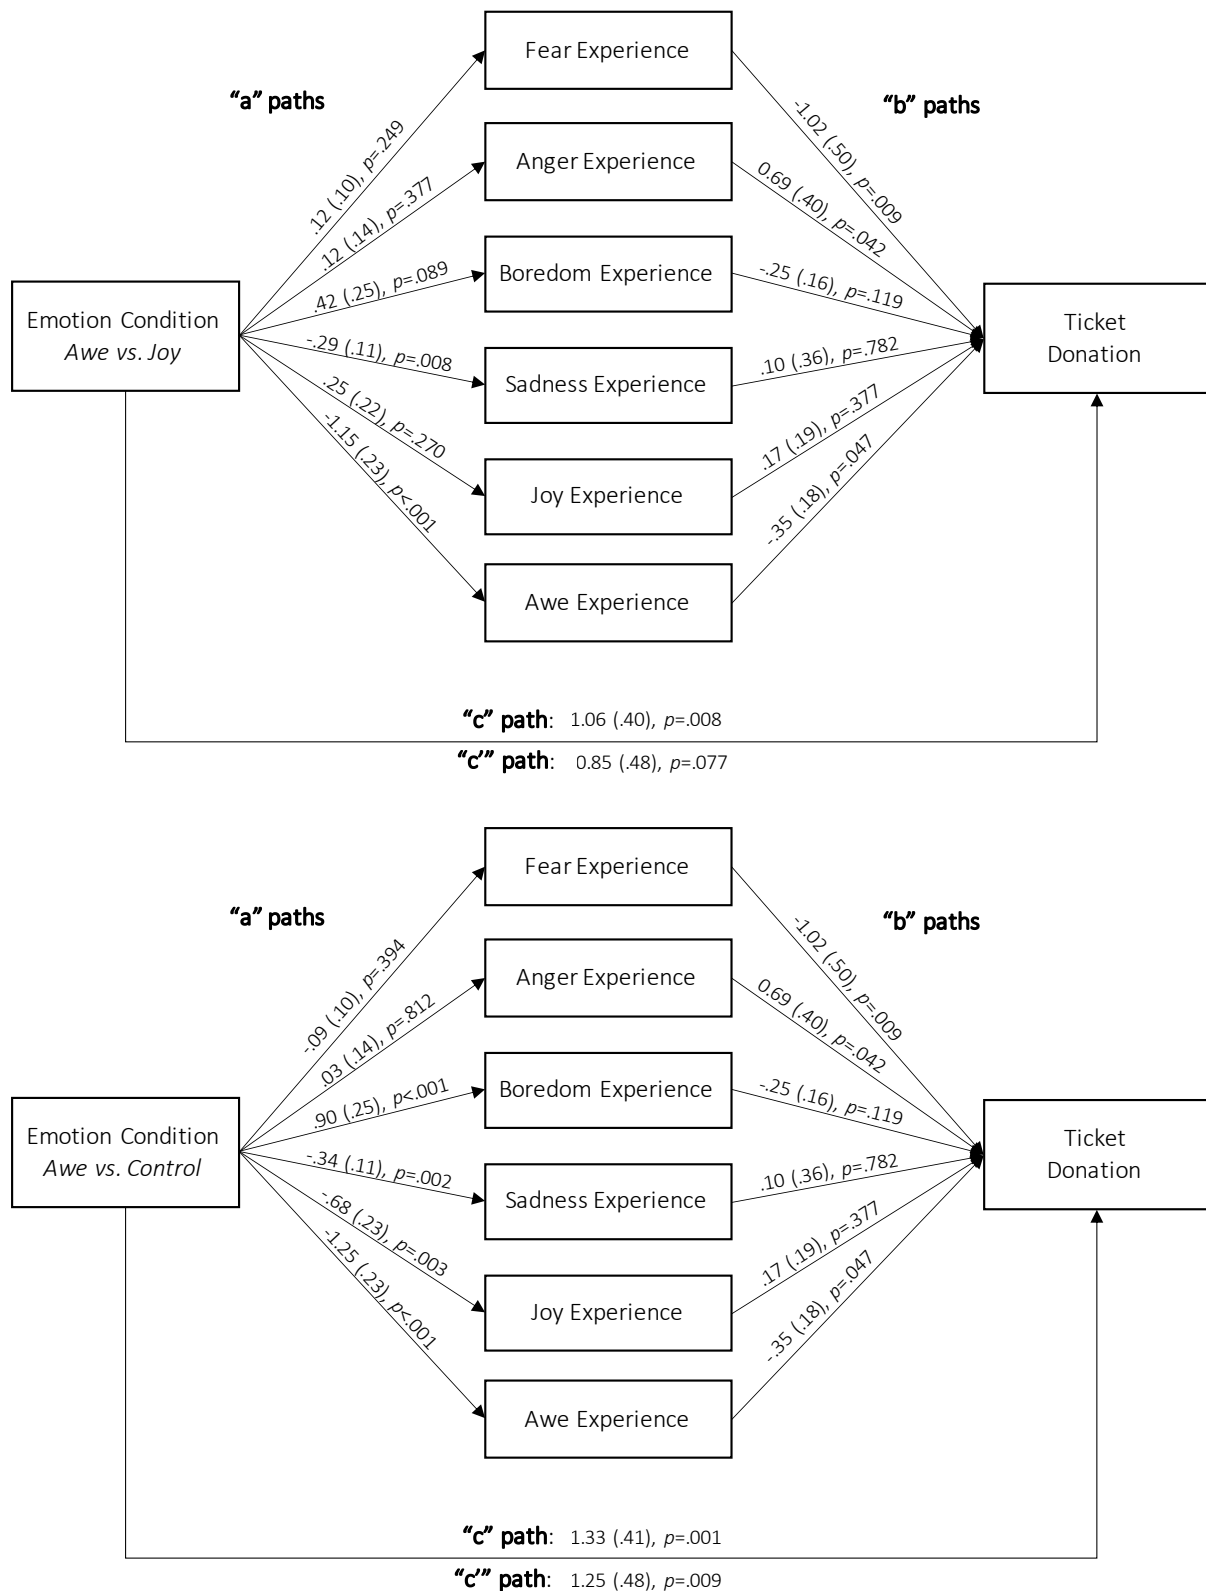 Fear Experience
“a” paths
“b” paths
.12 (.10), p=.249
-1.02 (.50), p=.009
Anger Experience
.12 (.14), p=.377
0.69 (.40), p=.042
Boredom Experience
.42 (.25), p=.089
-.25 (.16), p=.119
Emotion Condition
Awe vs. Joy
Ticket
Donation
-.29 (.11), p=.008
.10 (.36), p=.782
Sadness Experience
.25 (.22), p=.270
.17 (.19), p=.377
Joy Experience
-1.15 (.23), p<.001
-.35 (.18), p=.047
Awe Experience
“c” path: 1.06 (.40), p=.008
“c’” path: 0.85 (.48), p=.077
Fear Experience
“a” paths
“b” paths
-.09 (.10), p=.394
-1.02 (.50), p=.009
Anger Experience
.03 (.14), p=.812
0.69 (.40), p=.042
Boredom Experience
.90 (.25), p<.001
-.25 (.16), p=.119
Emotion Condition
Awe vs. Control
Ticket
Donation
-.34 (.11), p=.002
.10 (.36), p=.782
Sadness Experience
-.68 (.23), p=.003
.17 (.19), p=.377
Joy Experience
-1.25 (.23), p<.001
-.35 (.18), p=.047
Awe Experience
“c” path: 1.33 (.41), p=.001
“c’” path: 1.25 (.48), p=.009